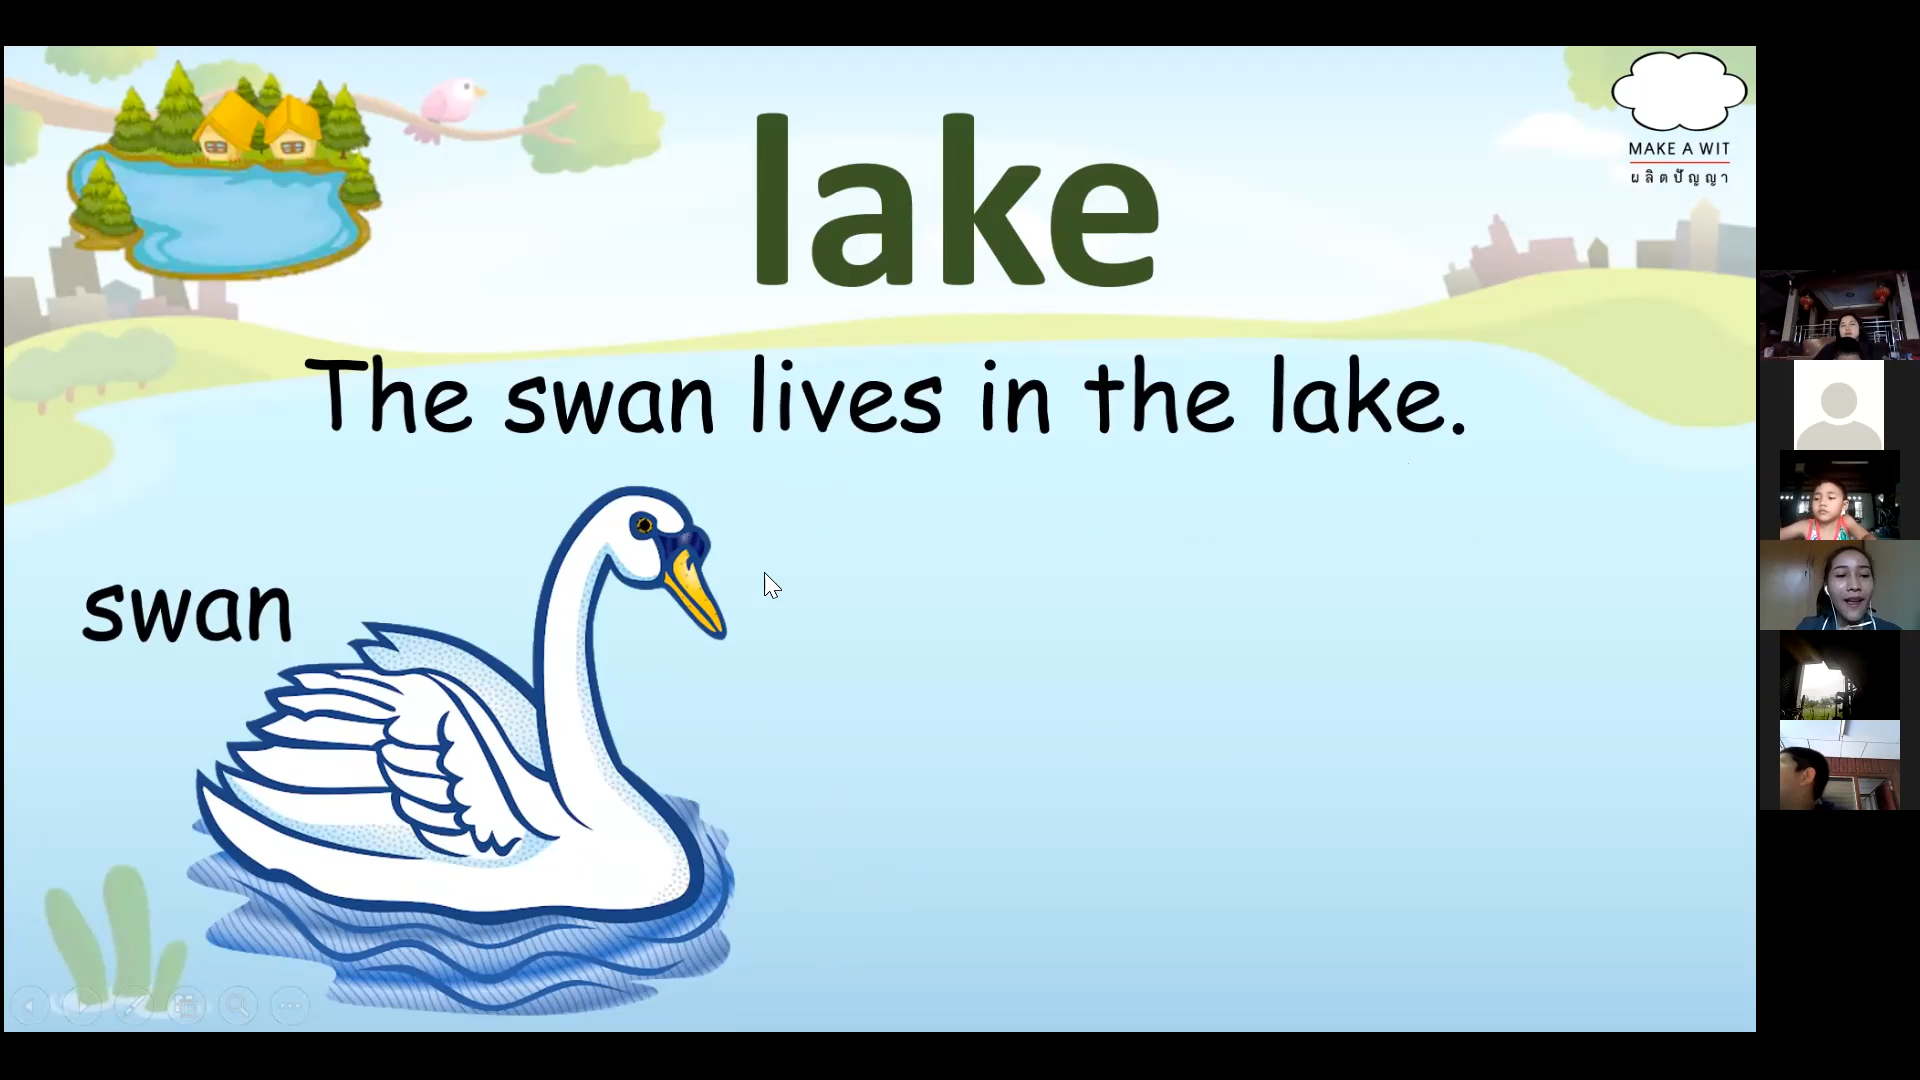 lake
MAKE A WIT
ผลิตปัญญา
The swan lives in the lake.
swan